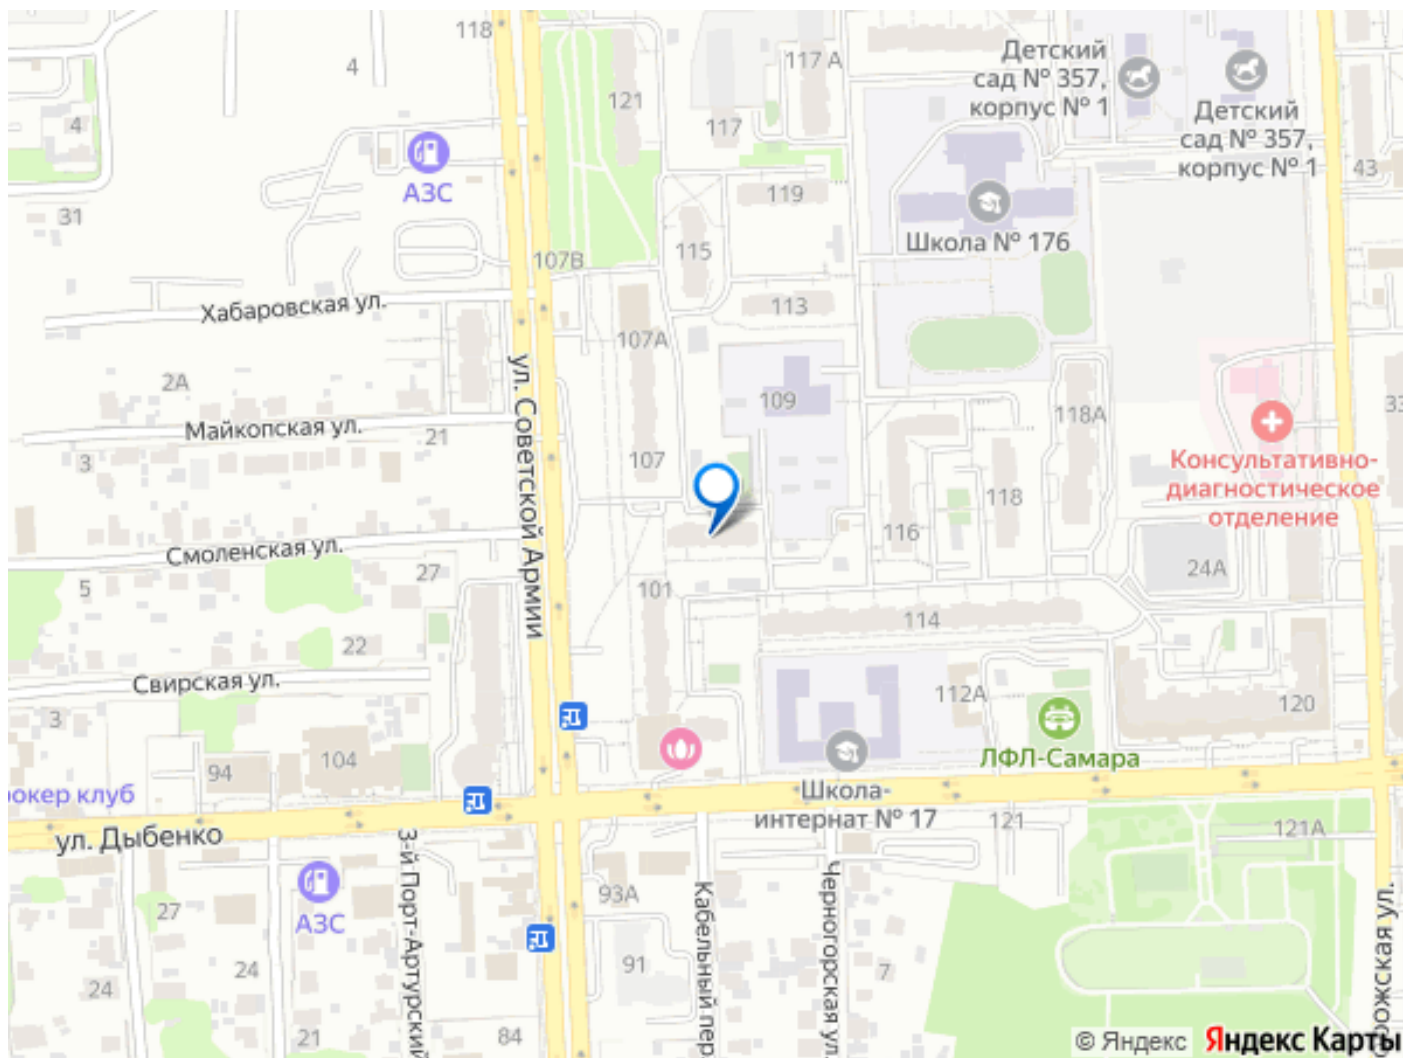 118
4
117 А
Детский
сад № 357,
корпус № 1
Детский
сад № 357,
корпус № 1
4
121
117
43
АЗС
119
31
Школа № 176
115
107В
Хабаровская ул.
113
107А
2А
ул. Советской Армии
109
118А
33
Майкопская ул.
21
3
107
Консультативно-
диагностическое
отделение
118
116
Смоленская ул.
27
5
24А
101
114
22
Свирская ул.
3
112А
120
94
104
ЛФЛ-Самара
окер клуб
Школа-
интернат № 17
ул. Дыбенко
121
121А
3-й Порт-Артурский
27
АЗС
93А
Кабельный пер
Черногорская ул.
рожская ул.
91
7
24
24
21
84
© Яндекс
Яндекс Карты